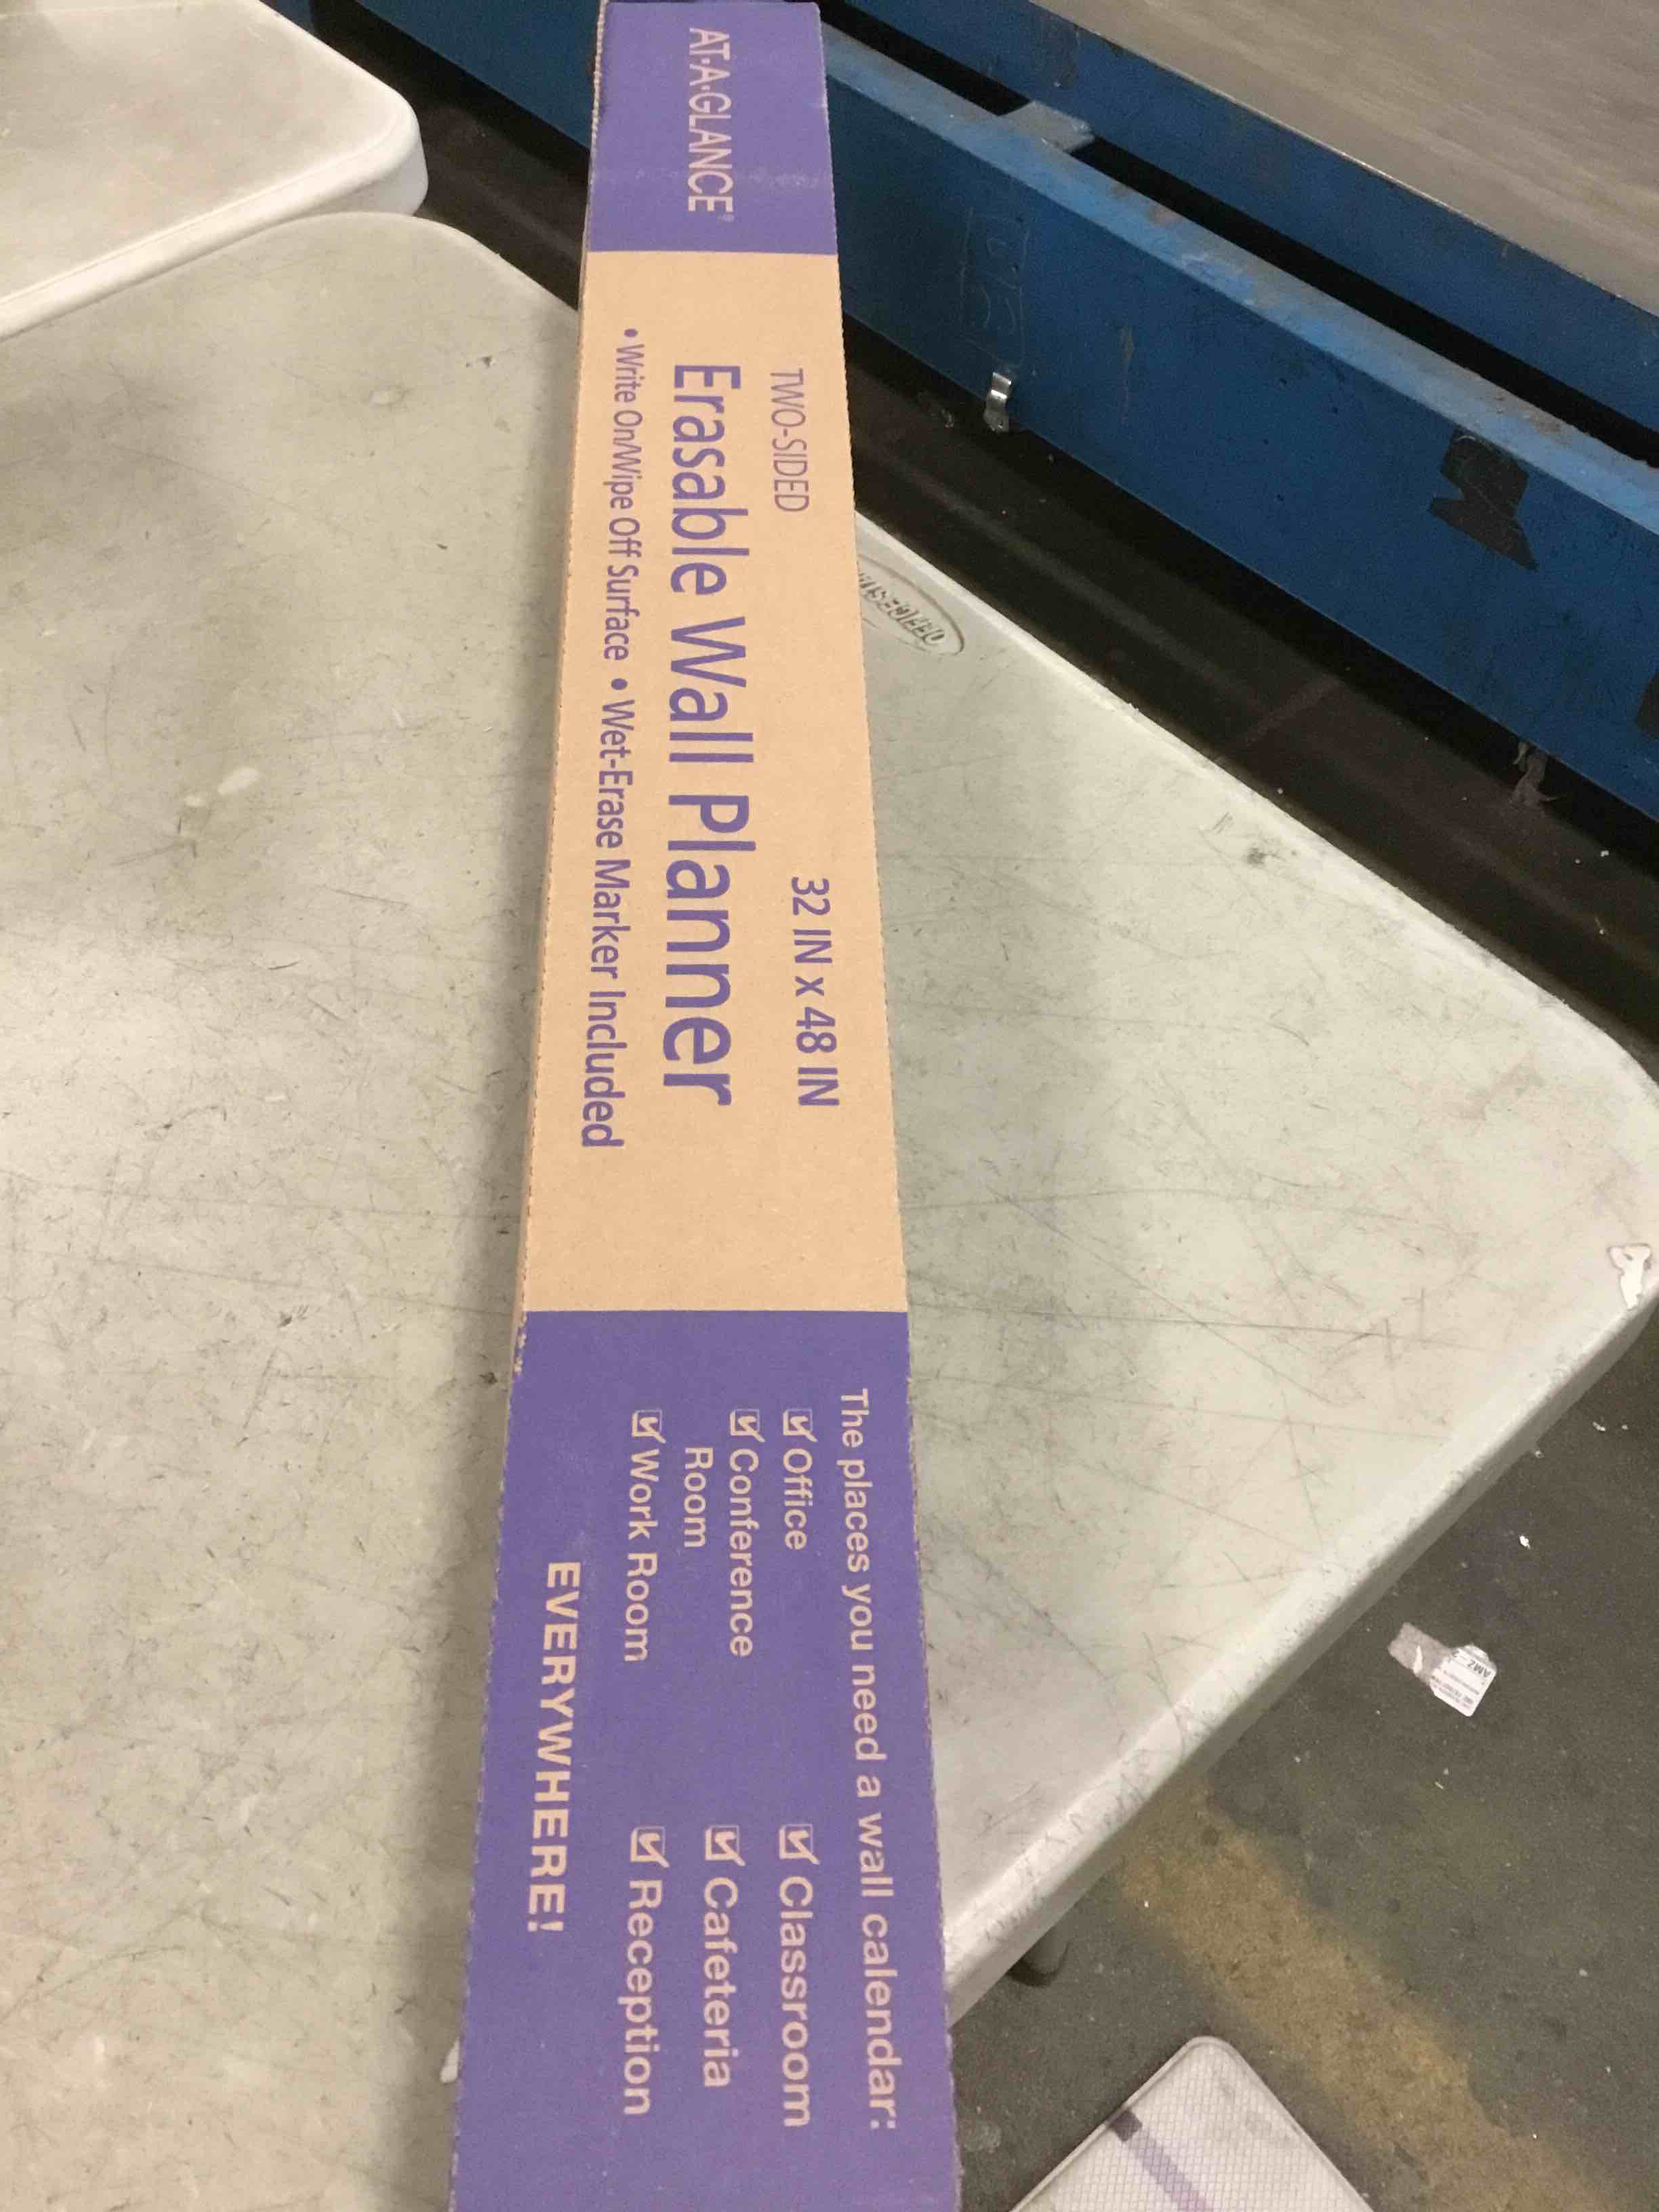 AT·A·GLANCE®
TWO-SIDED
32 IN x 48 IN
Erasable Wall Planner
• Write On/Wipe Off Surface • Wet-Erase Marker Included
The places you need a wall calendar:
Office
Conference
Room
Work Room
Classroom
Cafeteria
Reception
EVERYWHERE!